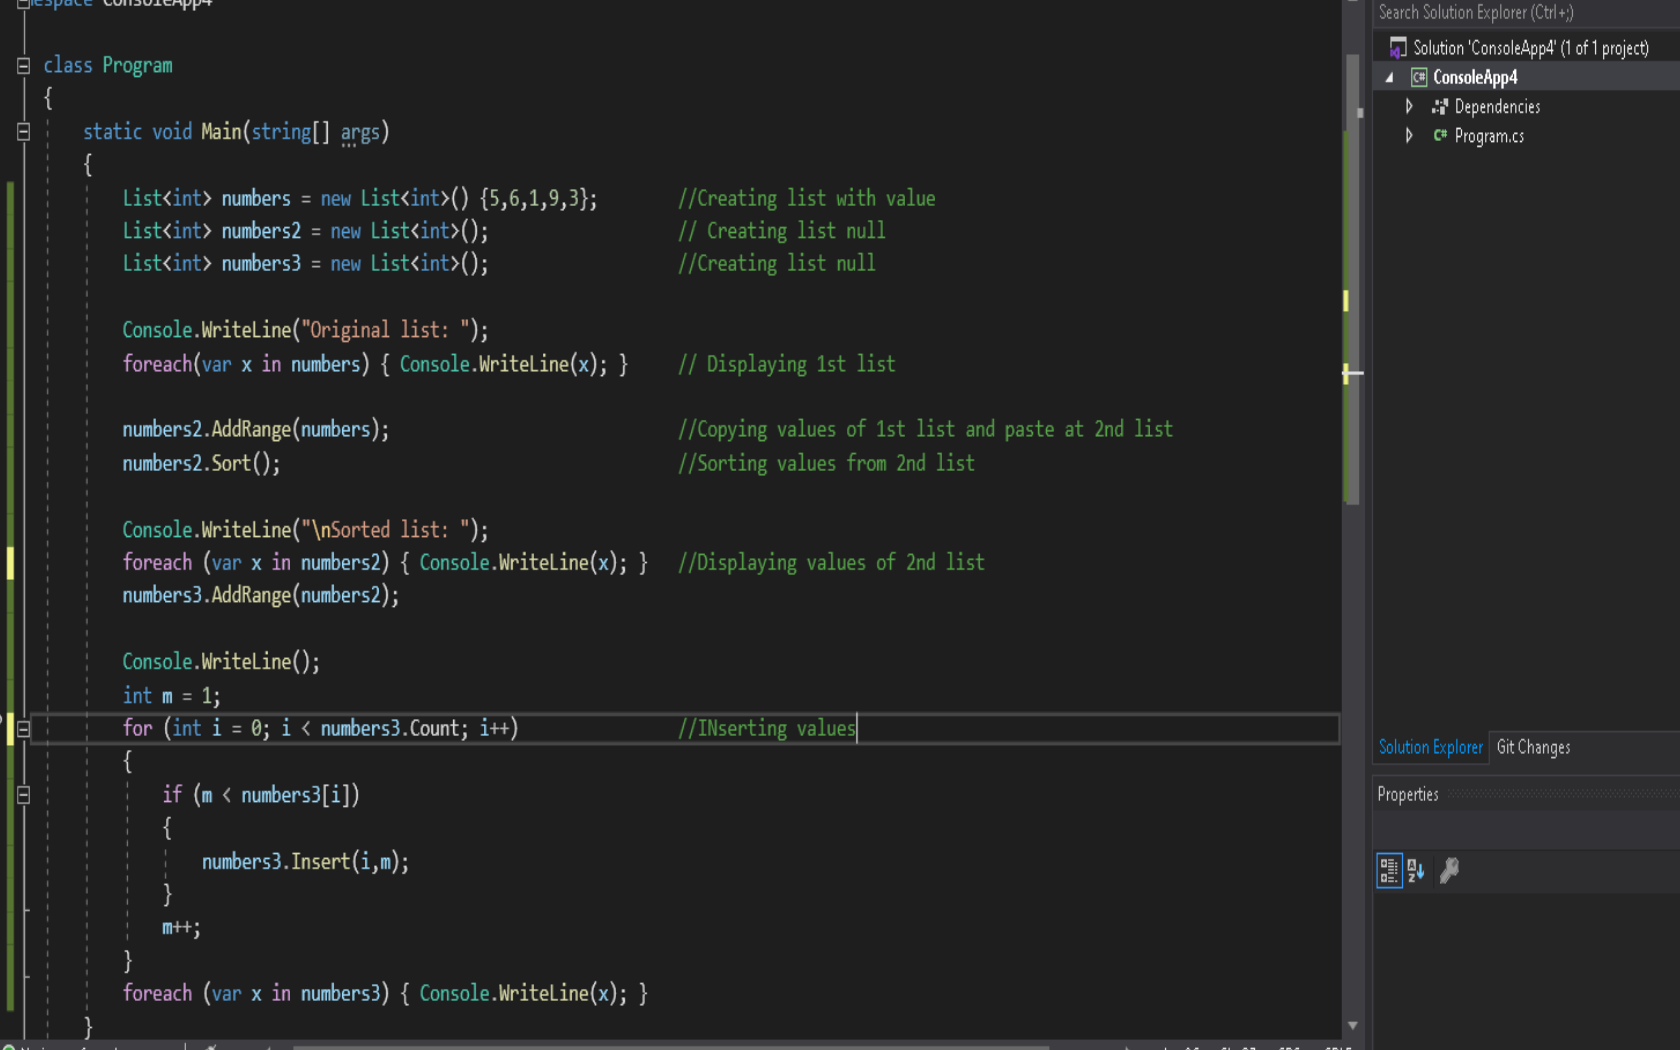 ConsoleApp4
class Program
{
static void Main(string[] args)
{
List<int> numbers = new List<int>() {5,6,1,9,3}; //Creating list with value
List<int> numbers2 = new List<int>(); // Creating list null
List<int> numbers3 = new List<int>(); //Creating list null
Console.WriteLine("Original list: ");
foreach(var x in numbers) { Console.WriteLine(x); } // Displaying 1st list
numbers2.AddRange(numbers); //Copying values of 1st list and paste at 2nd list
numbers2.Sort(); //Sorting values from 2nd list
Console.WriteLine("\nSorted list: ");
foreach (var x in numbers2) { Console.WriteLine(x); } //Displaying values of 2nd list
numbers3.AddRange(numbers2);
Console.WriteLine();
int m = 1;
for (int i = 0; i < numbers3.Count; i++) //INserting values
{
if (m < numbers3[i])
{
numbers3.Insert(i,m);
}
m++;
}
foreach (var x in numbers3) { Console.WriteLine(x); }
}
Search Solution Explorer (Ctrl+;)
Solution 'ConsoleApp4' (1 of 1 project)
C# ConsoleApp4
Dependencies
C# Program.cs
Solution Explorer Git Changes
Properties